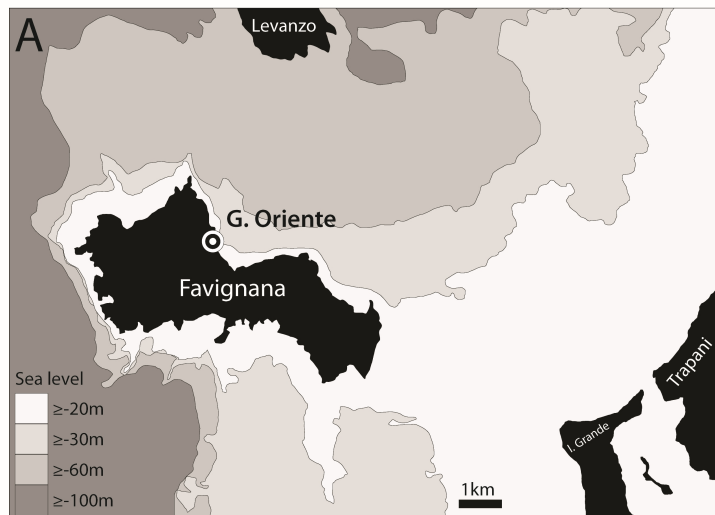 A
Levanzo
G. Oriente
Favignana
Trapani
I. Grande
Sea level
≥-20m
≥-30m
≥-60m
≥-100m
1km